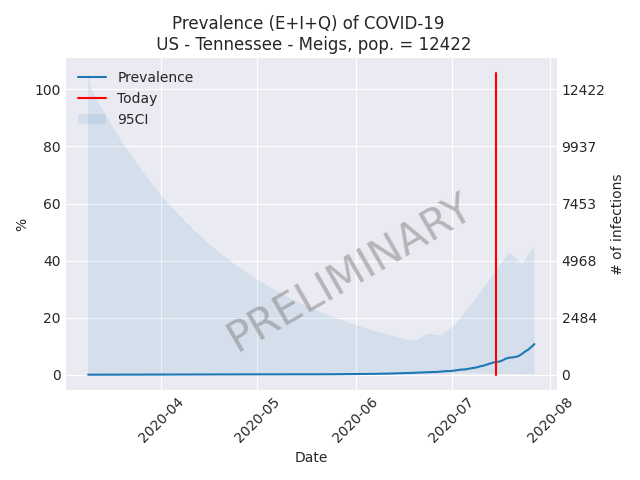 Prevalence (E+I+Q) of COVID-19
US - Tennessee - Meigs, pop. = 12422
Prevalence
Today
95CI
PRELIMINARY
100
80
60
40
20
0
%
12422
9937
7453
4968
2484
0
# of infections
2020-04
2020-05
2020-06
2020-07
2020-08
Date